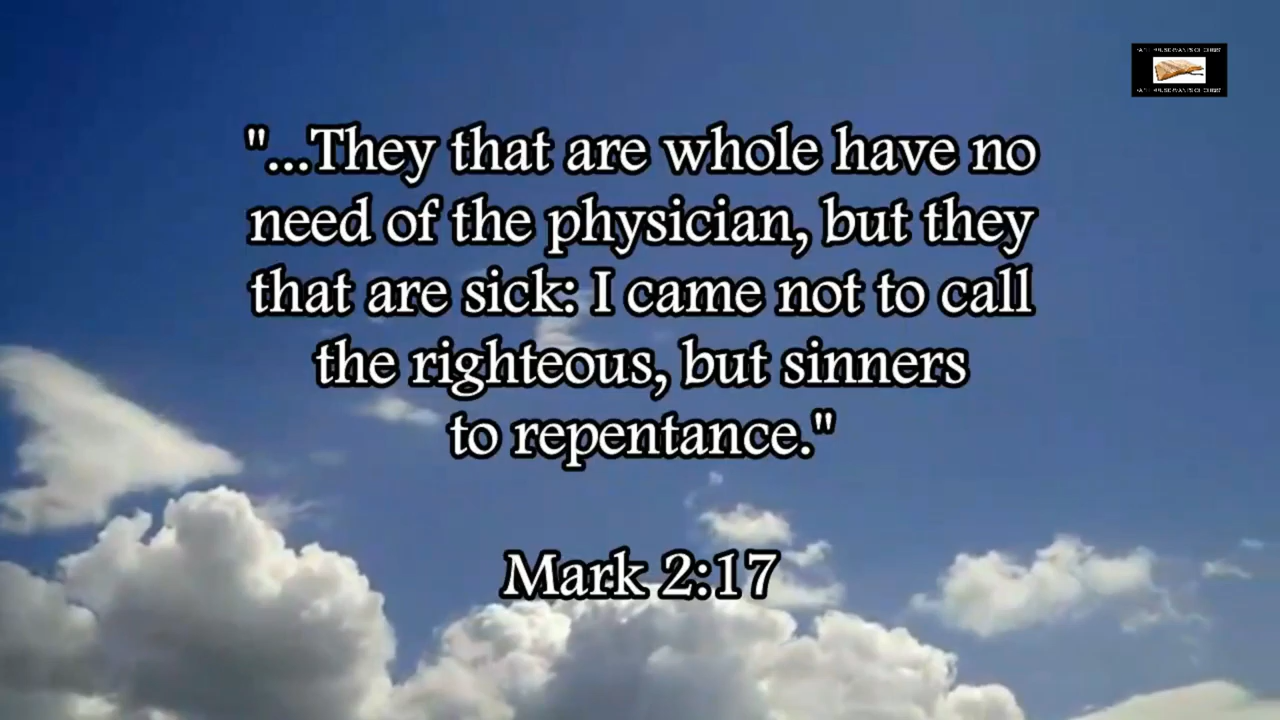 "...They that are whole have no
need of the physician, but they
that are sick: I came not to call
the righteous, but sinners
to repentance."
Mark 2:17